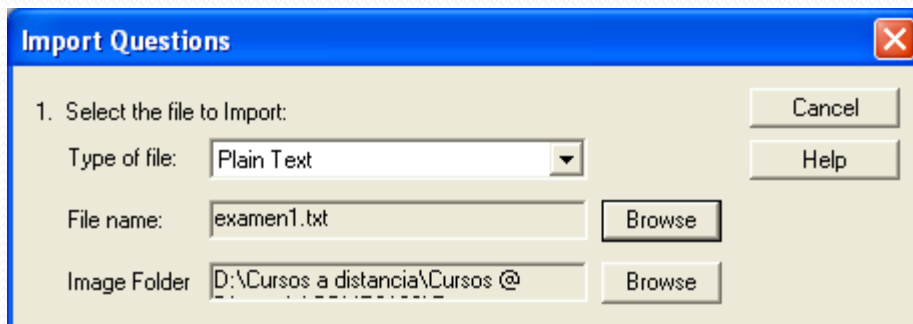 Import Questions
1. Select the file to Import:
Cancel
Type of file: Plain Text
Help
File name: examen1.txt Browse
Image Folder D:\Cursos a distancia\Cursos @ Browse